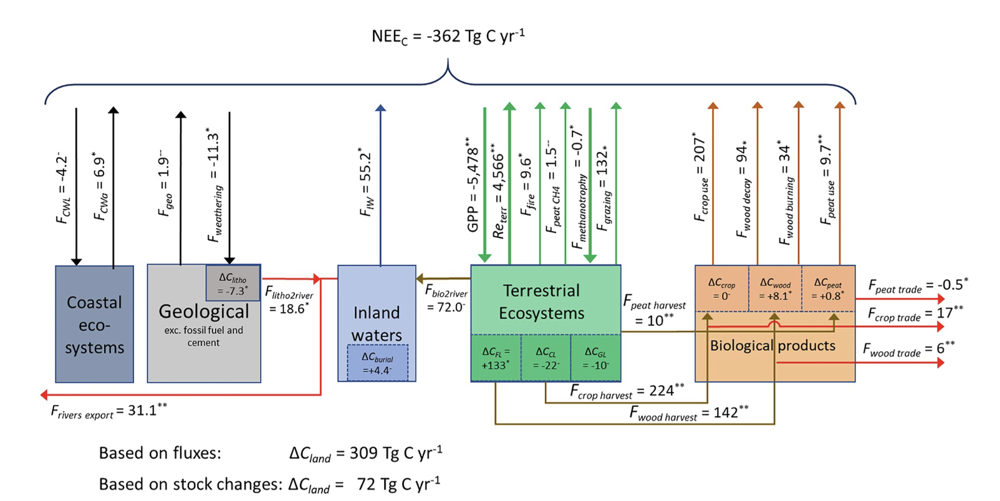 NEE_C = -362 Tg C yr⁻¹
F_CWL = -4.2⁻
F_CWa = 6.9*
F_geo = 1.9⁻⁻
F_weathering = -11.3*
F_IW = 55.2*
GPP = -5,478**
Re_terr = 4,566**
F_fire = 9.6*
F_peat CH4 = 1.5⁻⁻
F_methanotrophy = -0.7*
F_grazing = 132*
F_crop use = 207*
F_wood decay = 94*
F_wood burning = 34*
F_peat use = 9.7**
Coastal
eco-
systems
ΔC_litho
= -7.3*
Geological
exc. fossil fuel and
cement
F_litho2river
= 18.6*
Inland
waters
ΔC_burial
=+4.4⁻
F_bio2river
= 72.0⁻
Terrestrial
Ecosystems
ΔC_FL =
+133*
ΔC_CL
= -22⁻
ΔC_GL
= -10⁻
F_peat harvest
= 10**
ΔC_crop
= 0⁻
ΔC_wood
= +8.1*
ΔC_peat
= +0.8*
Biological products
F_peat trade = -0.5*
F_crop trade = 17**
F_wood trade = 6**
F_crop harvest = 224**
F_wood harvest = 142**
F_rivers export = 31.1**
Based on fluxes: ΔC_land = 309 Tg C yr⁻¹
Based on stock changes: ΔC_land = 72 Tg C yr⁻¹